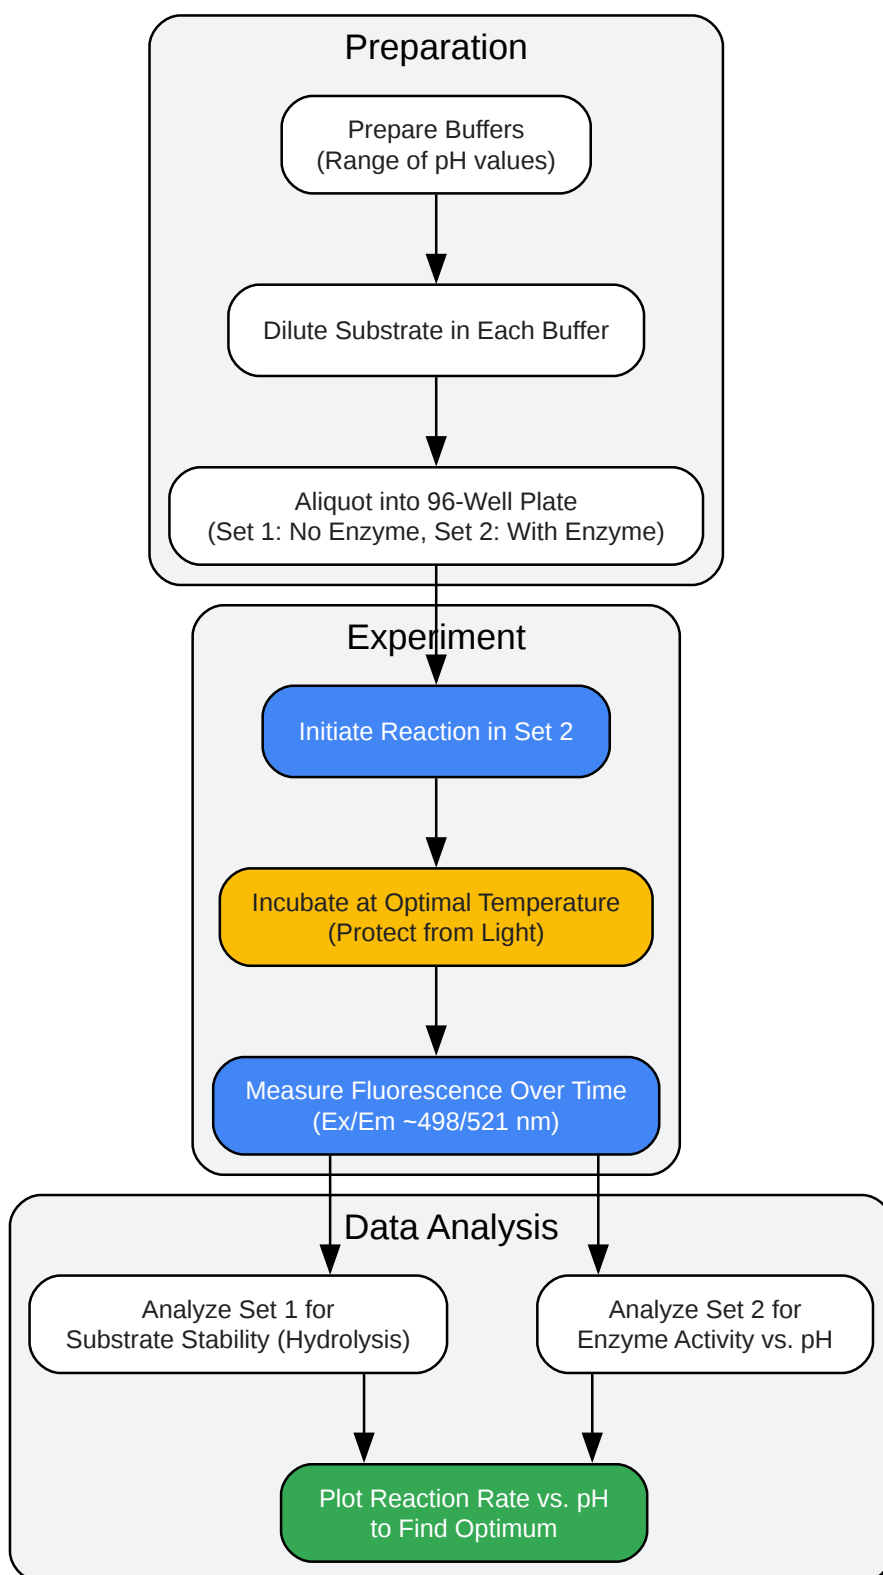 Preparation
Prepare Buffers
(Range of pH values)
Dilute Substrate in Each Buffer
Aliquot into 96-Well Plate
(Set 1: No Enzyme, Set 2: With Enzyme)
Experiment
Initiate Reaction in Set 2
Incubate at Optimal Temperature
(Protect from Light)
Measure Fluorescence Over Time
(Ex/Em ~498/521 nm)
Data Analysis
Analyze Set 1 for
Substrate Stability (Hydrolysis)
Analyze Set 2 for
Enzyme Activity vs. pH
Plot Reaction Rate vs. pH
to Find Optimum